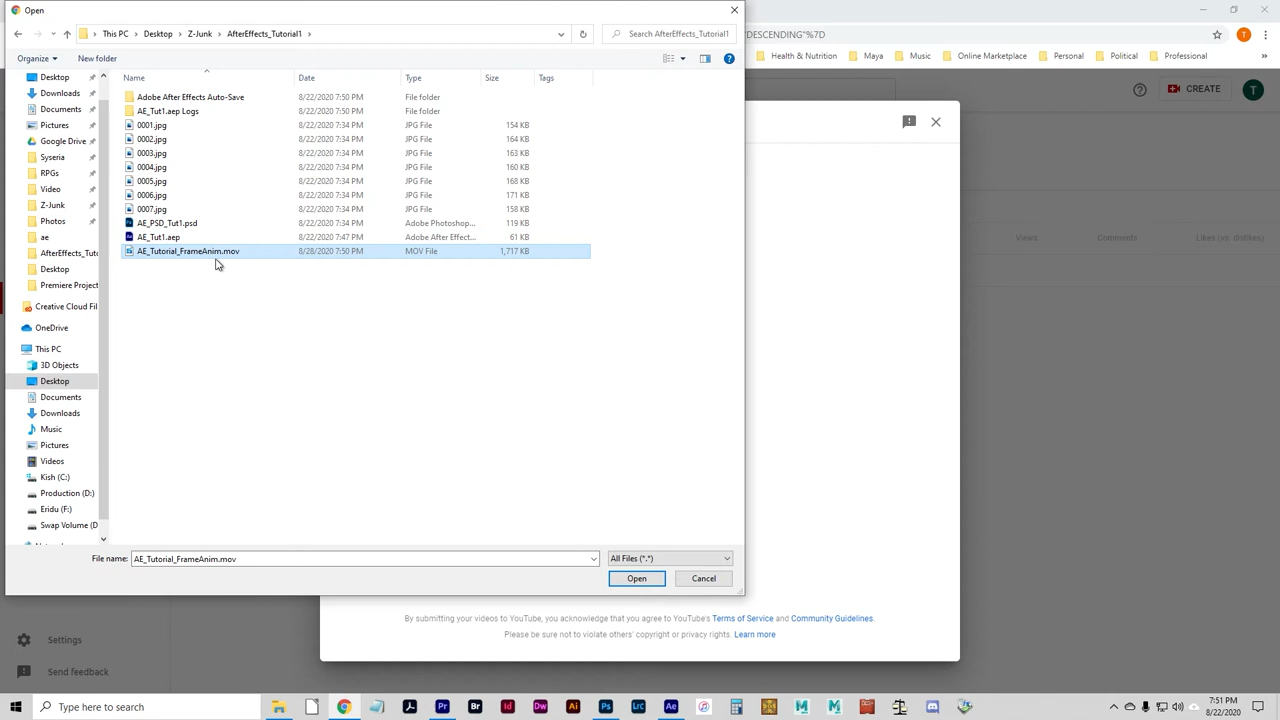 Open
This PC > Desktop > Z-Junk > AfterEffects_Tutorial1 >
Search AfterEffects_Tutorial1
"DESCENDING"%7D
T
Organize
New folder
Health & Nutrition
Maya
Music
Online Marketplace
Personal
Political
Professional
»
Name
Date
Type
Size
Tags
CREATE
T
Desktop
Downloads
Documents
Pictures
Google Drive
Syseria
RPGs
Video
Z-Junk
Photos
ae
AfterEffects_Tuto
Desktop
Premiere Project
Creative Cloud Fil
OneDrive
This PC
3D Objects
Desktop
Documents
Downloads
Music
Pictures
Videos
Kish (C:)
Production (D:)
Eridu (F:)
Swap Volume (D
Adobe After Effects Auto-Save 8/22/2020 7:50 PM File folder
AE_Tut1.aep Logs 8/22/2020 7:50 PM File folder
0001.jpg 8/22/2020 7:34 PM JPG File 154 KB
0002.jpg 8/22/2020 7:34 PM JPG File 164 KB
0003.jpg 8/22/2020 7:34 PM JPG File 163 KB
0004.jpg 8/22/2020 7:34 PM JPG File 160 KB
0005.jpg 8/22/2020 7:34 PM JPG File 168 KB
0006.jpg 8/22/2020 7:34 PM JPG File 171 KB
0007.jpg 8/22/2020 7:34 PM JPG File 158 KB
AE_PSD_Tut1.psd 8/22/2020 7:34 PM Adobe Photoshop... 119 KB
AE_Tut1.aep 8/22/2020 7:47 PM Adobe After Effect... 61 KB
AE_Tutorial_FrameAnim.mov 8/28/2020 7:50 PM MOV File 1,717 KB
Views
Comments
Likes (vs. dislikes)
File name: AE_Tutorial_FrameAnim.mov
All Files (*.*)
Open
Cancel
By submitting your videos to YouTube, you acknowledge that you agree to YouTube's Terms of Service and Community Guidelines.
Please be sure not to violate others' copyright or privacy rights. Learn more
Settings
Send feedback
Type here to search
Pr
Br
Id
Dw
Ai
Ps
Lrc
Ae
7:51 PM
8/22/2020